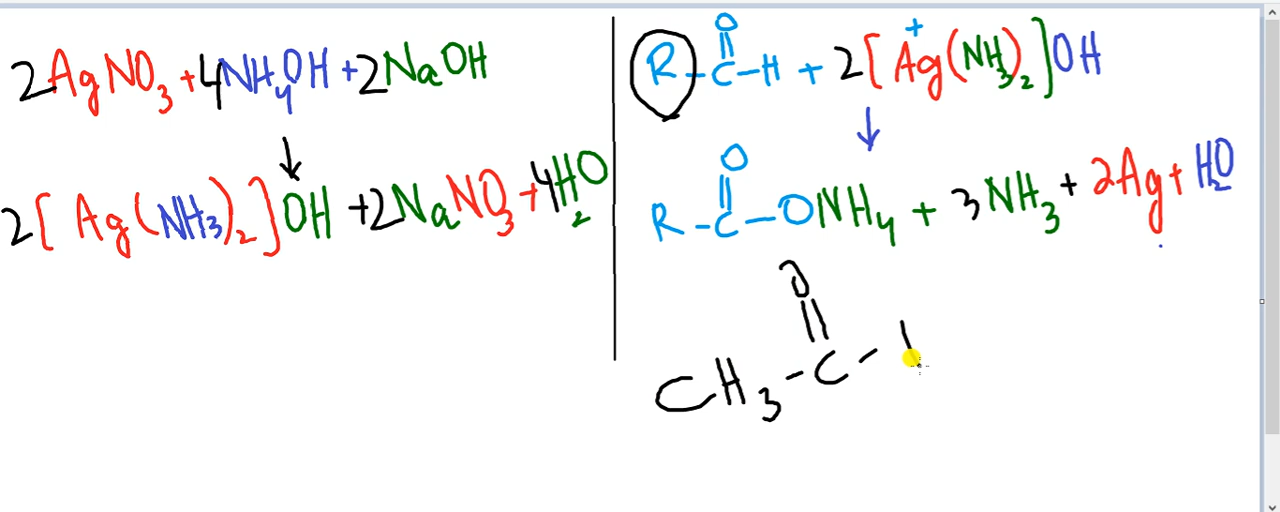 2AgNO3 + 4NH4OH + 2NaOH
↓
2[Ag(NH3)2]OH + 2NaNO3 + 4H2O
O +
R-C-H + 2[Ag(NH3)2]OH
↓
O
R-C-ONH4 + 3NH3 + 2Ag + H2O
CH3-C-